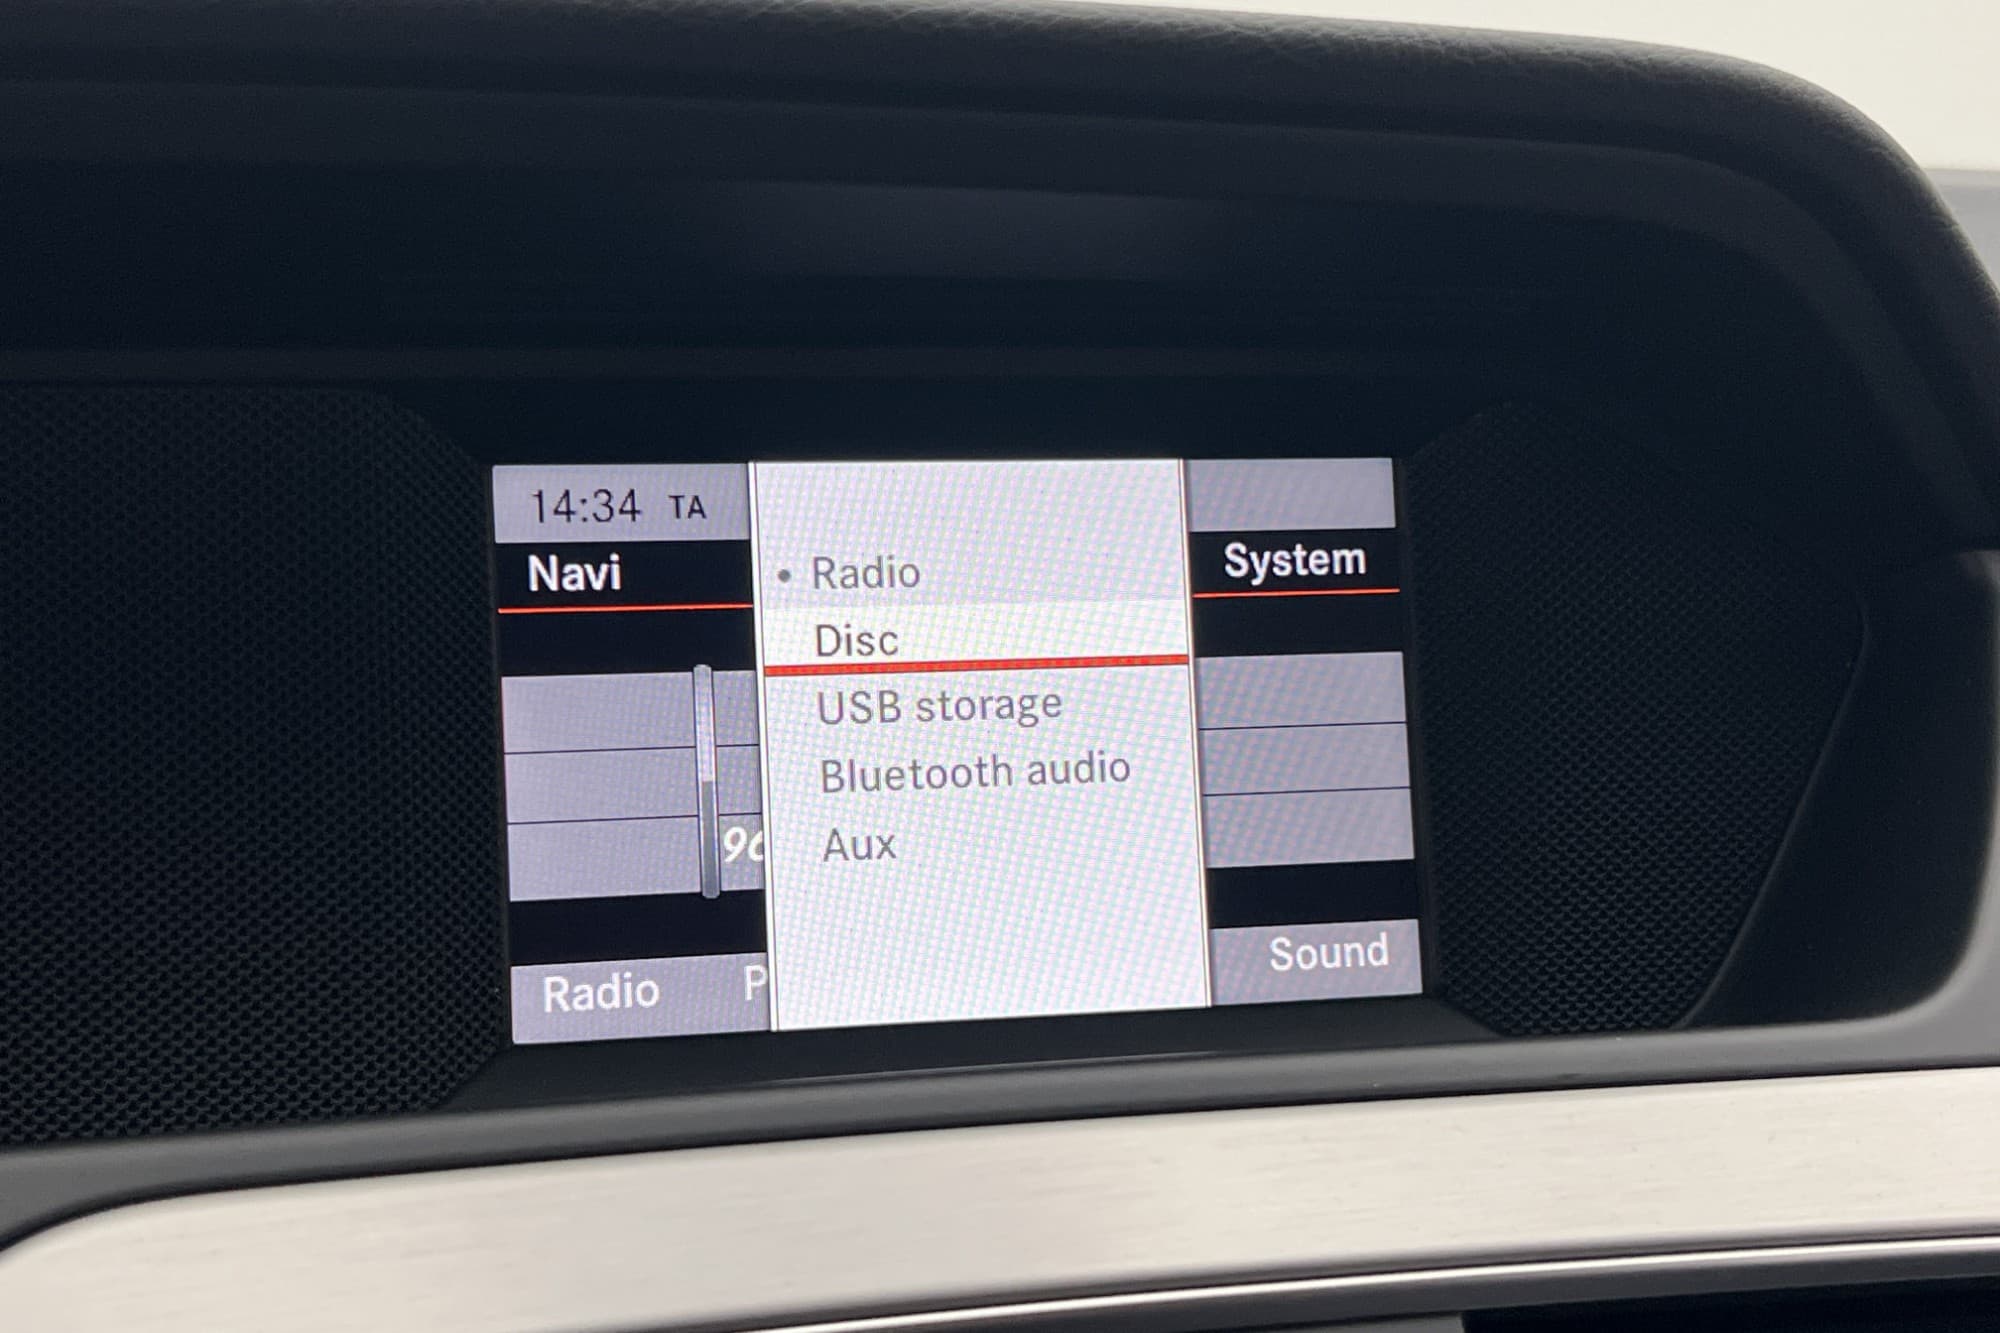 14:34 TA
Navi
System
• Radio
Disc
USB storage
Bluetooth audio
Aux
Radio
Sound